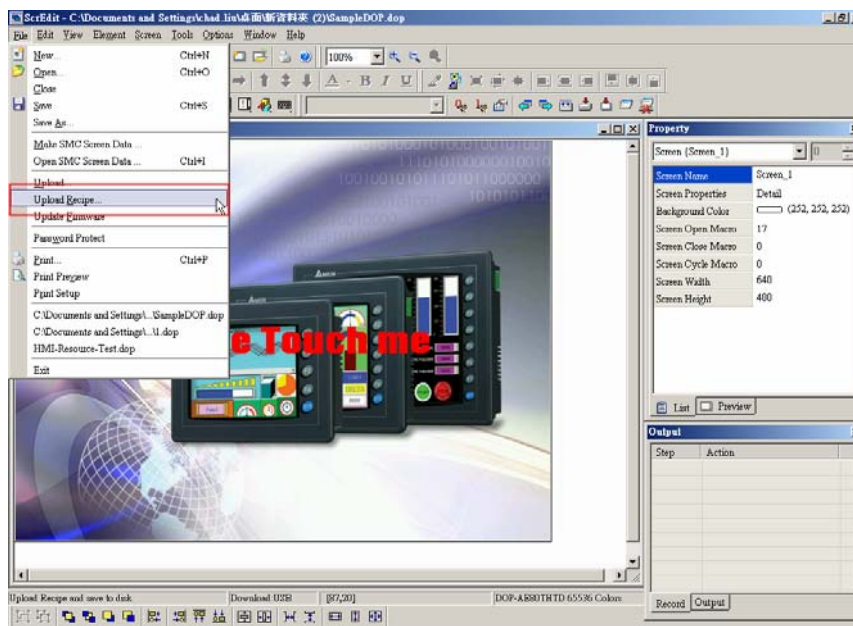 ScrEdit - C:\Documents and Settings\chad.liu\桌面\新資料夾 (2)\SampleDOP.dop
File Edit View Element Screen Tools Options Window Help
New... Ctrl+N
Open... Ctrl+O
Close
Save Ctrl+S
Save As...
Make SMC Screen Data ...
Open SMC Screen Data ... Ctrl+I
Upload...
Upload Recipe...
Update Firmware
Password Protect
Print... Ctrl+P
Print Preview
Print Setup
C:\Documents and Settings\...\SampleDOP.dop
C:\Documents and Settings\...\1.dop
HMI-Resource-Test.dop
Exit
100%
A - B I U
e Touch me
Property
Screen {Screen_1}
0
Screen Name Screen_1
Screen Properties Detail
Background Color (252, 252, 252)
Screen Open Macro 17
Screen Close Macro 0
Screen Cycle Macro 0
Screen Width 640
Screen Height 480
List Preview
Output
Step Action
Record Output
Upload Recipe and save to disk. Download:USB [87,20] DOP-AE80THTD 65536 Colors